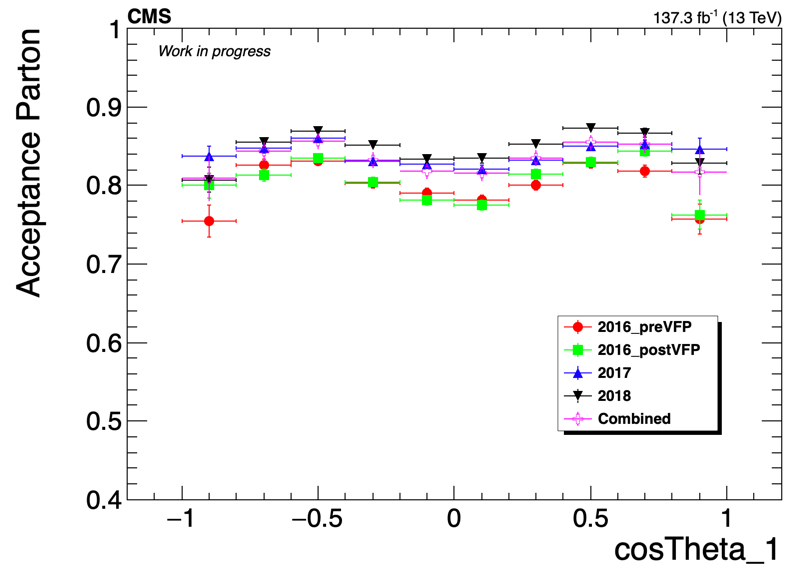 CMS 137.3 fb⁻¹ (13 TeV)
Work in progress
Acceptance Parton
1
0.9
0.8
0.7
0.6
0.5
0.4
2016_preVFP
2016_postVFP
2017
2018
Combined
−1 −0.5 0 0.5 1
cosTheta_1